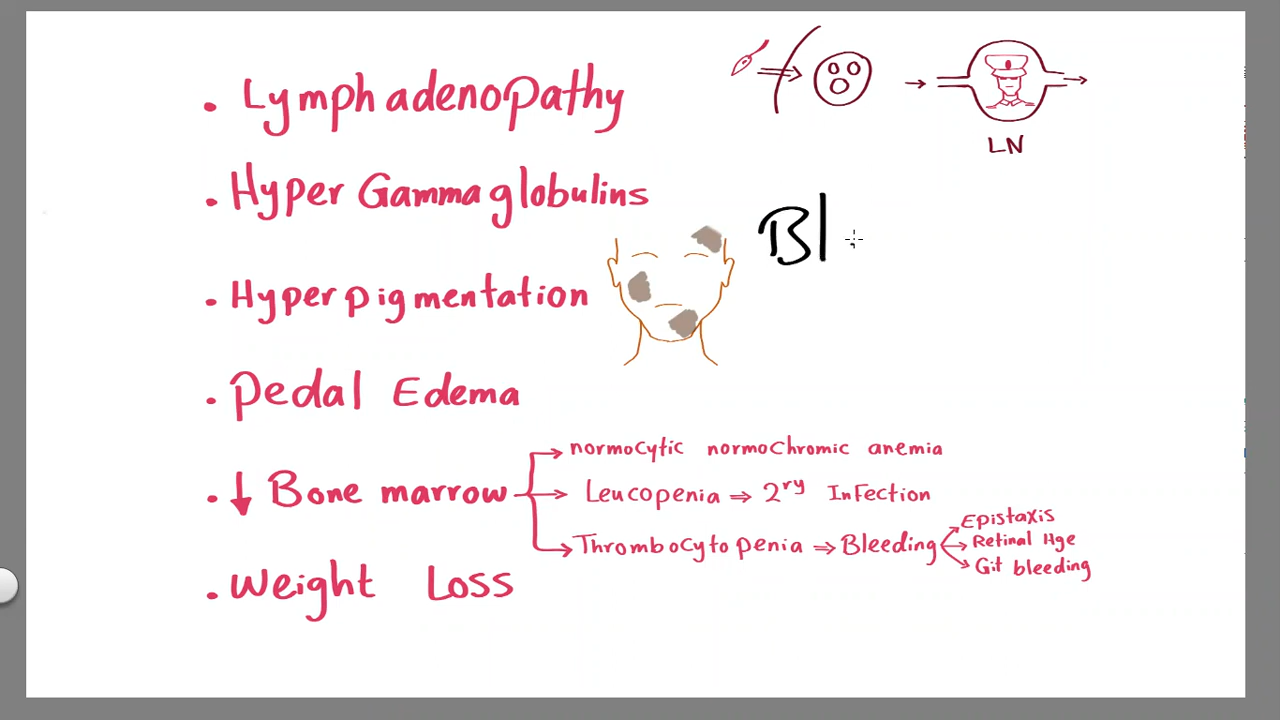 . Lymphadenopathy
LN
. Hyper Gammaglobulins
Bl
. Hyperpigmentation
. Pedal Edema
. ↓ Bone marrow
normocytic normochromic anemia
Leucopenia ⇒ 2ry Infection
Thrombocytopenia ⇒ Bleeding
Epistaxis
Retinal Hge
Git bleeding
. Weight Loss